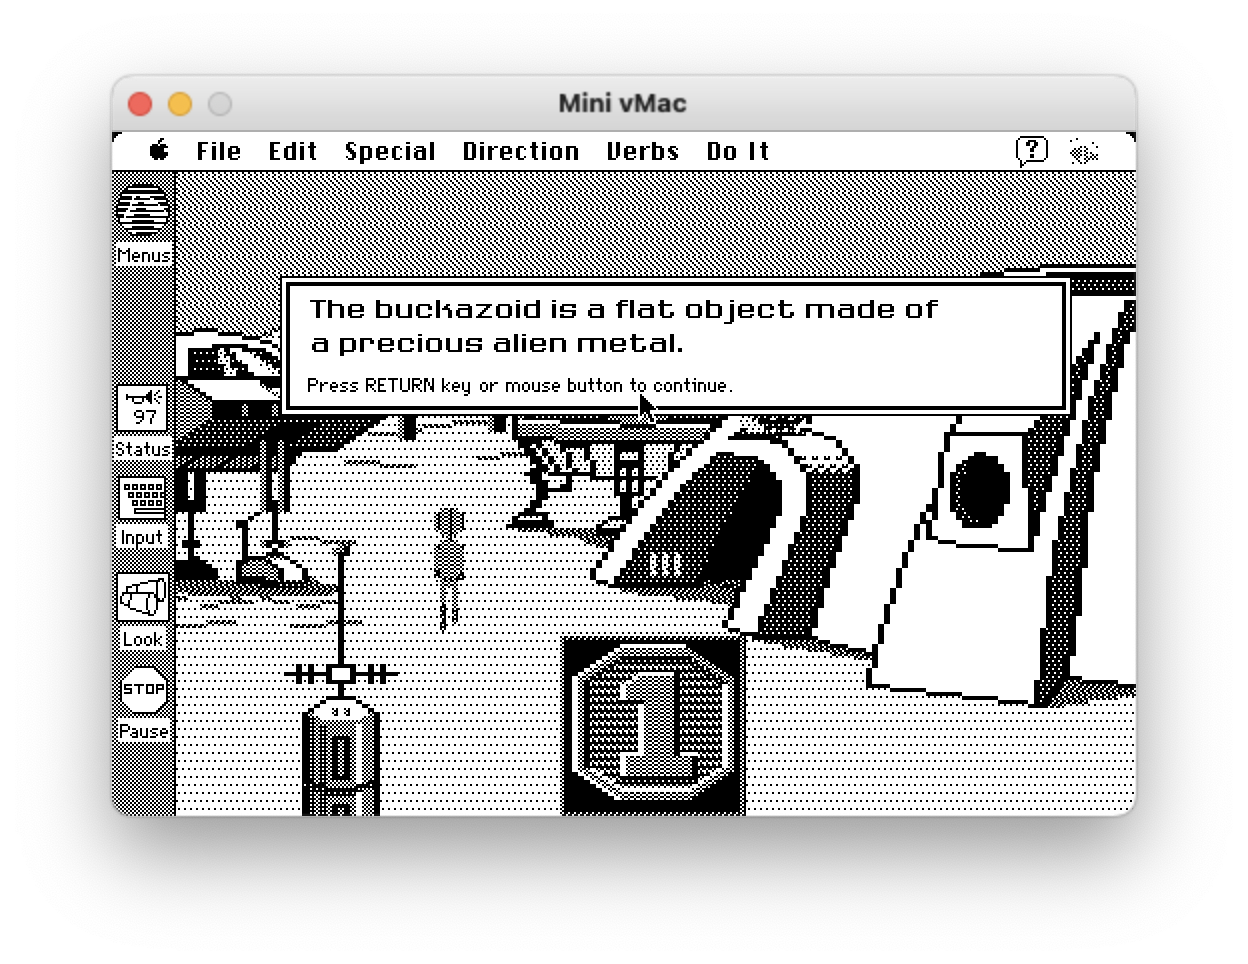 Mini vMac
File Edit Special Direction Verbs Do It ?
Menus
The buckazoid is a flat object made of
a precious alien metal.
Press RETURN key or mouse button to continue.
97
Status
Input
Look
STOP
Pause
1